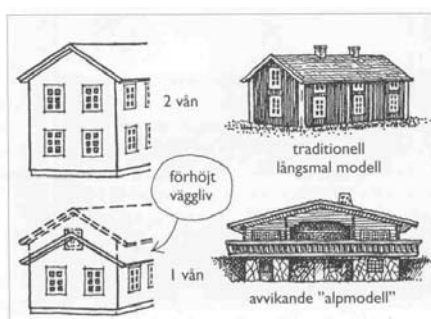 2 vån
traditionell
långsmal modell
förhöjt
väggliv
1 vån
avvikande "alpmodell"